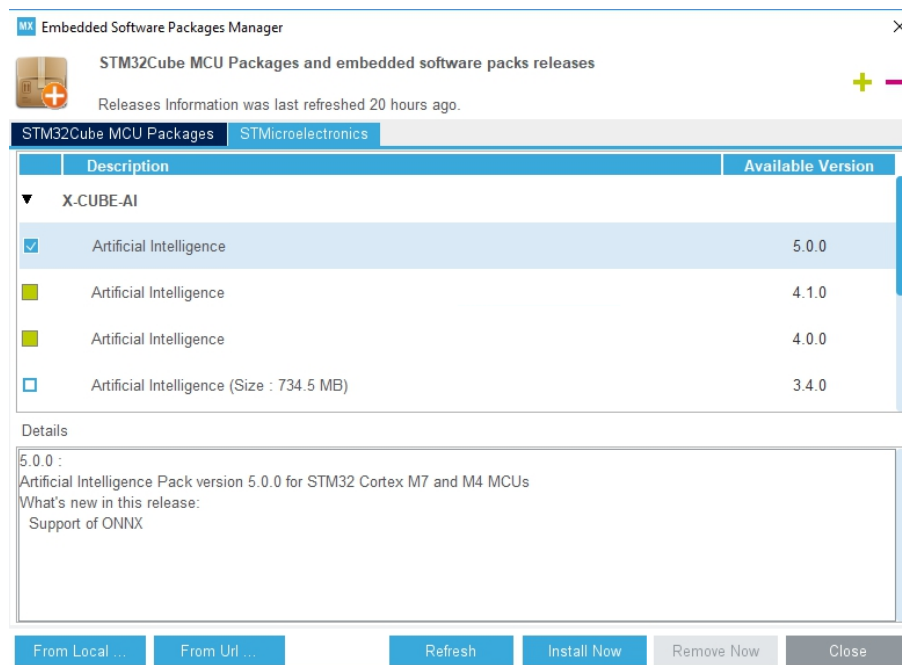 MX Embedded Software Packages Manager
STM32Cube MCU Packages and embedded software packs releases
Releases Information was last refreshed 20 hours ago.
STM32Cube MCU Packages STMicroelectronics
Description Available Version
X-CUBE-AI
Artificial Intelligence 5.0.0
Artificial Intelligence 4.1.0
Artificial Intelligence 4.0.0
Artificial Intelligence (Size : 734.5 MB) 3.4.0
Details
5.0.0 :
Artificial Intelligence Pack version 5.0.0 for STM32 Cortex M7 and M4 MCUs
What's new in this release:
Support of ONNX
From Local ... From Url ... Refresh Install Now Remove Now Close